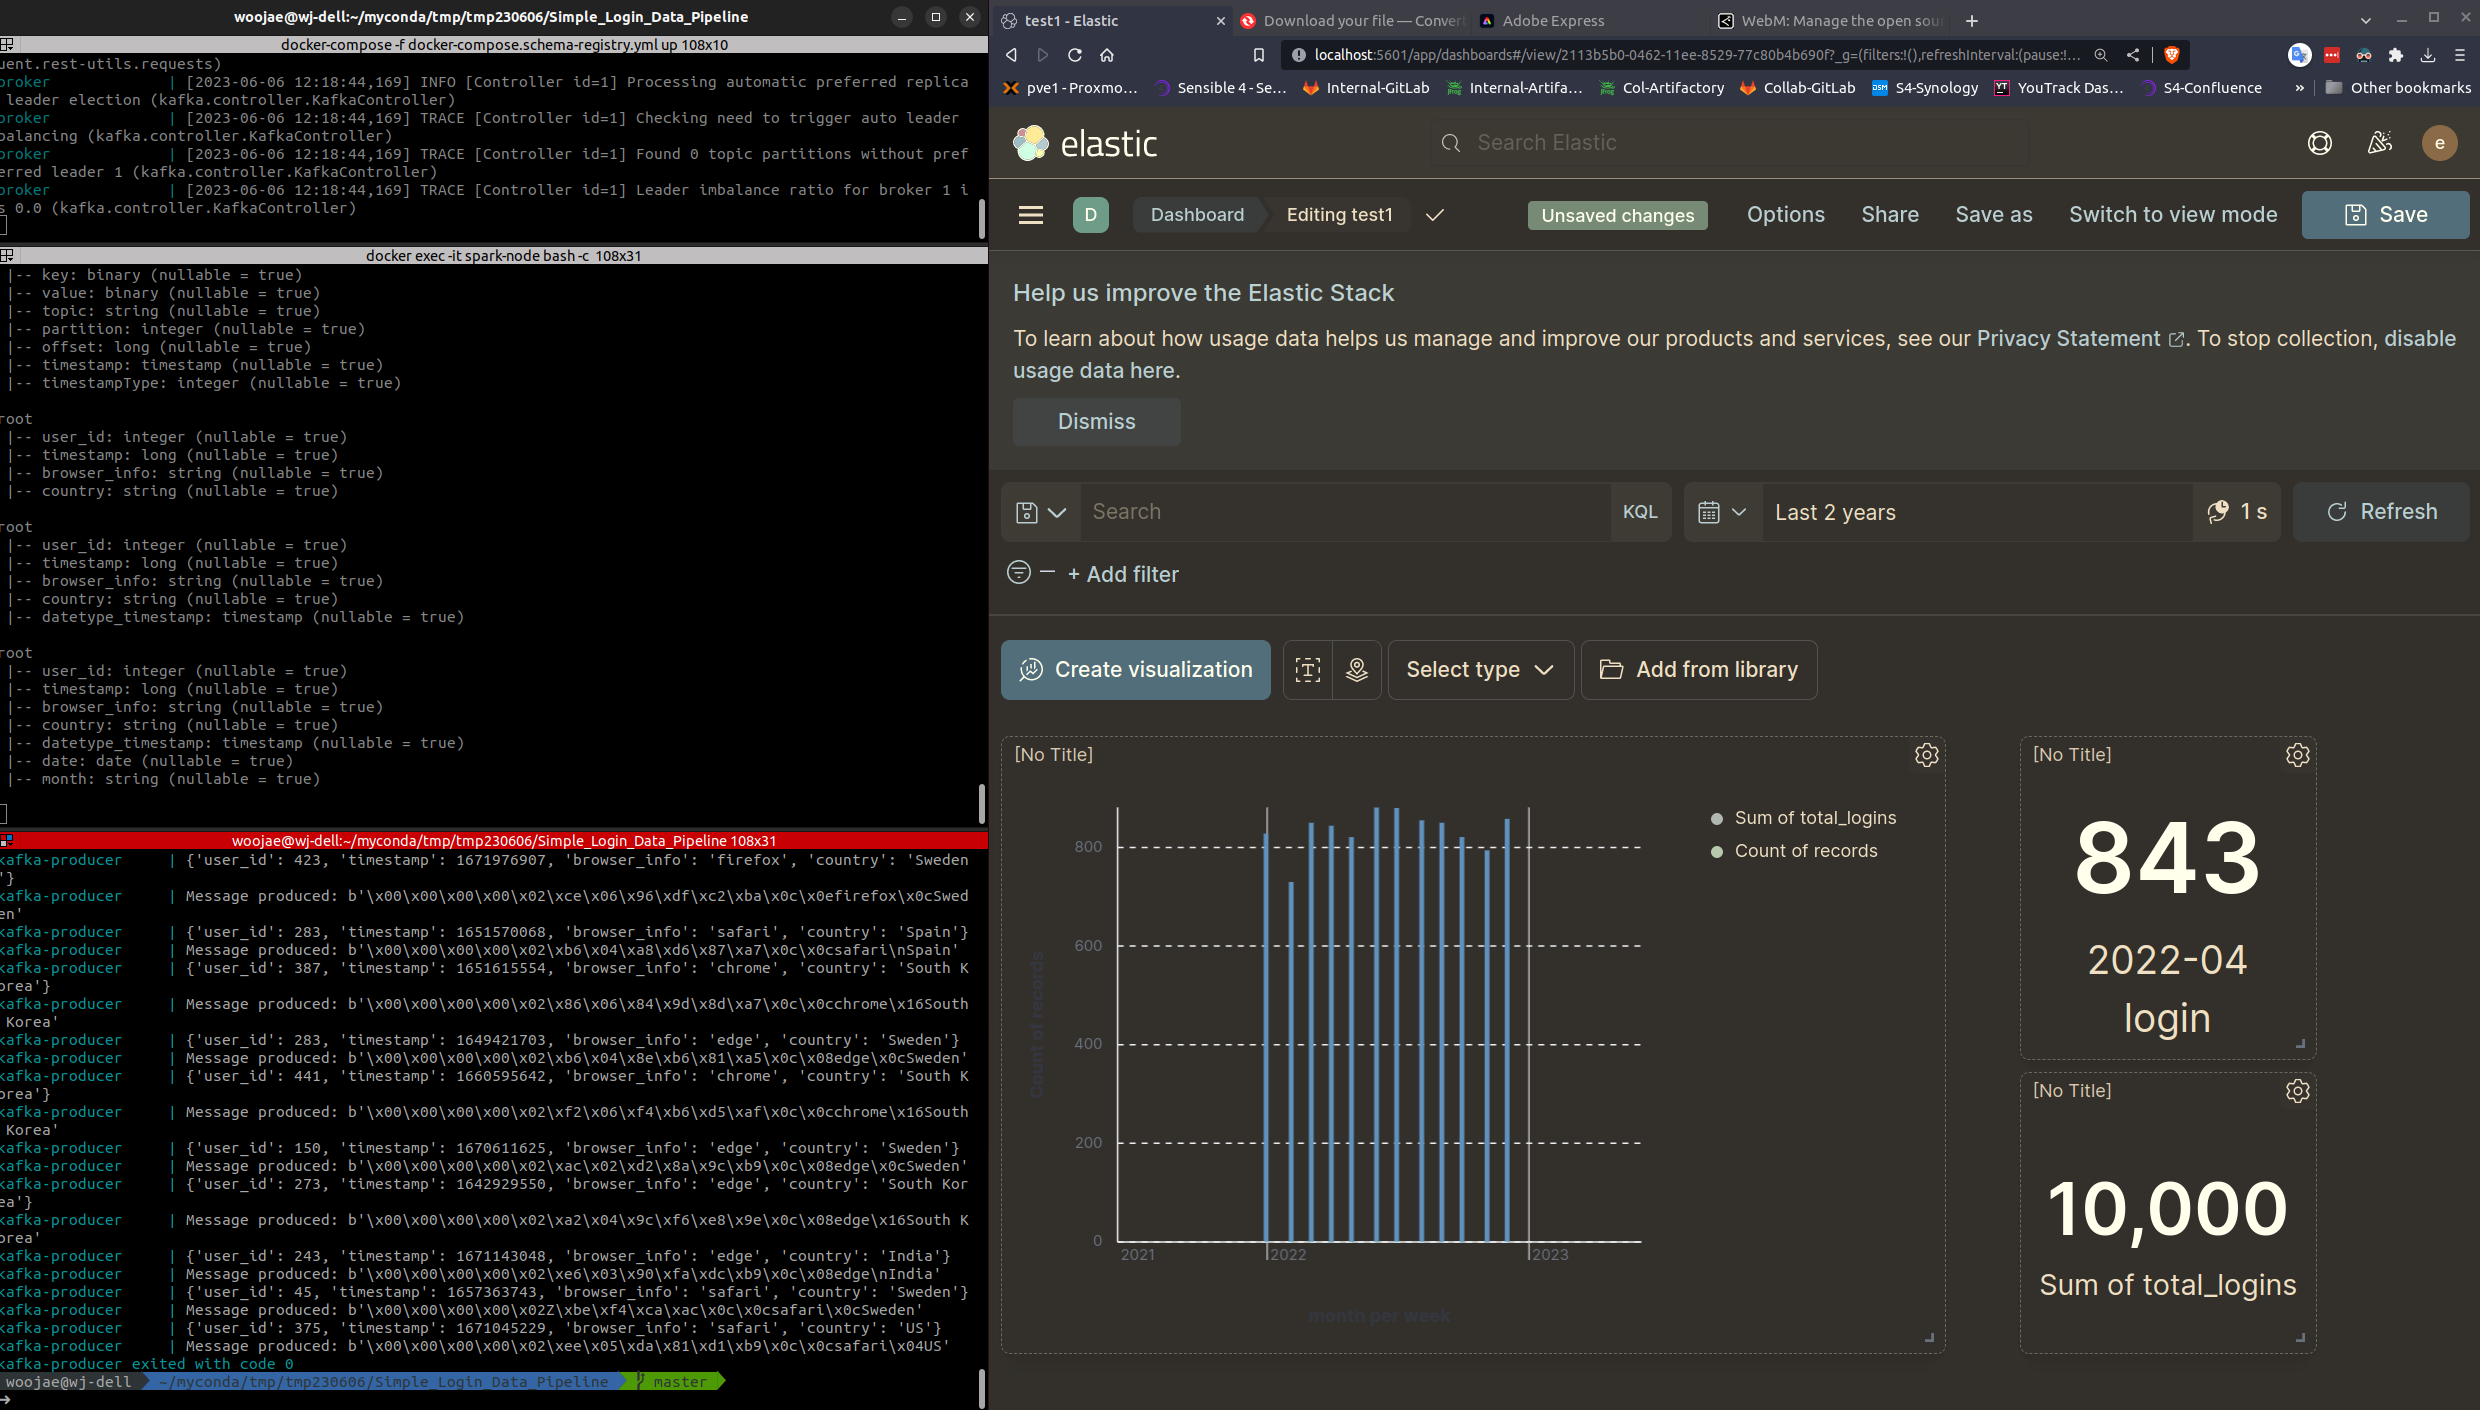 woojae@wj-dell:~/myconda/tmp/tmp230606/Simple_Login_Data_Pipeline
docker-compose -f docker-compose.schema-registry.yml up 108x10
uent.rest-utils.requests)
broker | [2023-06-06 12:18:44,169] INFO [Controller id=1] Processing automatic preferred replica
leader election (kafka.controller.KafkaController)
broker | [2023-06-06 12:18:44,169] TRACE [Controller id=1] Checking need to trigger auto leader
balancing (kafka.controller.KafkaController)
broker | [2023-06-06 12:18:44,169] TRACE [Controller id=1] Found 0 topic partitions without pref
erred leader 1 (kafka.controller.KafkaController)
broker | [2023-06-06 12:18:44,169] TRACE [Controller id=1] Leader imbalance ratio for broker 1 i
s 0.0 (kafka.controller.KafkaController)
docker exec -it spark-node bash -c 108x31
|-- key: binary (nullable = true)
|-- value: binary (nullable = true)
|-- topic: string (nullable = true)
|-- partition: integer (nullable = true)
|-- offset: long (nullable = true)
|-- timestamp: timestamp (nullable = true)
|-- timestampType: integer (nullable = true)
root
|-- user_id: integer (nullable = true)
|-- timestamp: long (nullable = true)
|-- browser_info: string (nullable = true)
|-- country: string (nullable = true)
root
|-- user_id: integer (nullable = true)
|-- timestamp: long (nullable = true)
|-- browser_info: string (nullable = true)
|-- country: string (nullable = true)
|-- datetype_timestamp: timestamp (nullable = true)
root
|-- user_id: integer (nullable = true)
|-- timestamp: long (nullable = true)
|-- browser_info: string (nullable = true)
|-- country: string (nullable = true)
|-- datetype_timestamp: timestamp (nullable = true)
|-- date: date (nullable = true)
|-- month: string (nullable = true)
woojae@wj-dell:~/myconda/tmp/tmp230606/Simple_Login_Data_Pipeline 108x31
kafka-producer | {'user_id': 423, 'timestamp': 1671976907, 'browser_info': 'firefox', 'country': 'Sweden
'}
kafka-producer | Message produced: b'\x00\x00\x00\x00\x02\xce\x06\x96\xdf\xc2\xba\x0c\x0efirefox\x0cSwed
en'
kafka-producer | {'user_id': 283, 'timestamp': 1651570068, 'browser_info': 'safari', 'country': 'Spain'}
kafka-producer | Message produced: b'\x00\x00\x00\x00\x02\xb6\x04\xa8\xd6\x87\xa7\x0c\x0csafari\nSpain'
kafka-producer | {'user_id': 387, 'timestamp': 1651615554, 'browser_info': 'chrome', 'country': 'South K
orea'}
kafka-producer | Message produced: b'\x00\x00\x00\x00\x02\x86\x06\x84\x9d\x8d\xa7\x0c\x0cchrome\x16South
Korea'
kafka-producer | {'user_id': 283, 'timestamp': 1649421703, 'browser_info': 'edge', 'country': 'Sweden'}
kafka-producer | Message produced: b'\x00\x00\x00\x00\x02\xb6\x04\x8e\xb6\x81\xa5\x0c\x08edge\x0cSweden'
kafka-producer | {'user_id': 441, 'timestamp': 1660595642, 'browser_info': 'chrome', 'country': 'South K
orea'}
kafka-producer | Message produced: b'\x00\x00\x00\x00\x02\xf2\x06\xf4\xb6\xd5\xaf\x0c\x0cchrome\x16South
Korea'
kafka-producer | {'user_id': 150, 'timestamp': 1670611625, 'browser_info': 'edge', 'country': 'Sweden'}
kafka-producer | Message produced: b'\x00\x00\x00\x00\x02\xac\x02\xd2\x8a\x9c\xb9\x0c\x08edge\x0cSweden'
kafka-producer | {'user_id': 273, 'timestamp': 1642929550, 'browser_info': 'edge', 'country': 'South Kor
ea'}
kafka-producer | Message produced: b'\x00\x00\x00\x00\x02\xa2\x04\x9c\xf6\xe8\x9e\x0c\x08edge\x16South K
orea'
kafka-producer | {'user_id': 243, 'timestamp': 1671143048, 'browser_info': 'edge', 'country': 'India'}
kafka-producer | Message produced: b'\x00\x00\x00\x00\x02\xe6\x03\x90\xfa\xdc\xb9\x0c\x08edge\nIndia'
kafka-producer | {'user_id': 45, 'timestamp': 1657363743, 'browser_info': 'safari', 'country': 'Sweden'}
kafka-producer | Message produced: b'\x00\x00\x00\x00\x02Z\xbe\xf4\xca\xac\x0c\x0csafari\x0cSweden'
kafka-producer | {'user_id': 375, 'timestamp': 1671045229, 'browser_info': 'safari', 'country': 'US'}
kafka-producer | Message produced: b'\x00\x00\x00\x00\x02\xee\x05\xda\x81\xd1\xb9\x0c\x0csafari\x04US'
kafka-producer exited with code 0
woojae@wj-dell ~/myconda/tmp/tmp230606/Simple_Login_Data_Pipeline master
test1 - Elastic
Download your file — Convert
Adobe Express
WebM: Manage the open sour
localhost:5601/app/dashboards#/view/2113b5b0-0462-11ee-8529-77c80b4b690f?_g=(filters:!(),refreshInterval:(pause:!...
pve1 - Proxmo...
Sensible 4 - Se...
Internal-GitLab
Internal-Artifa...
Col-Artifactory
Collab-GitLab
DSM S4-Synology
YT YouTrack Das...
S4-Confluence
»
Other bookmarks
elastic
Search Elastic
e
D
Dashboard
Editing test1
Unsaved changes
Options
Share
Save as
Switch to view mode
Save
Help us improve the Elastic Stack
To learn about how usage data helps us manage and improve our products and services, see our Privacy Statement . To stop collection, disable
usage data here.
Dismiss
Search
KQL
Last 2 years
1 s
Refresh
+ Add filter
Create visualization
Select type
Add from library
[No Title]
800
600
400
200
0
2021
2022
2023
Count of records
month per week
Sum of total_logins
Count of records
[No Title]
843
2022-04
login
[No Title]
10,000
Sum of total_logins